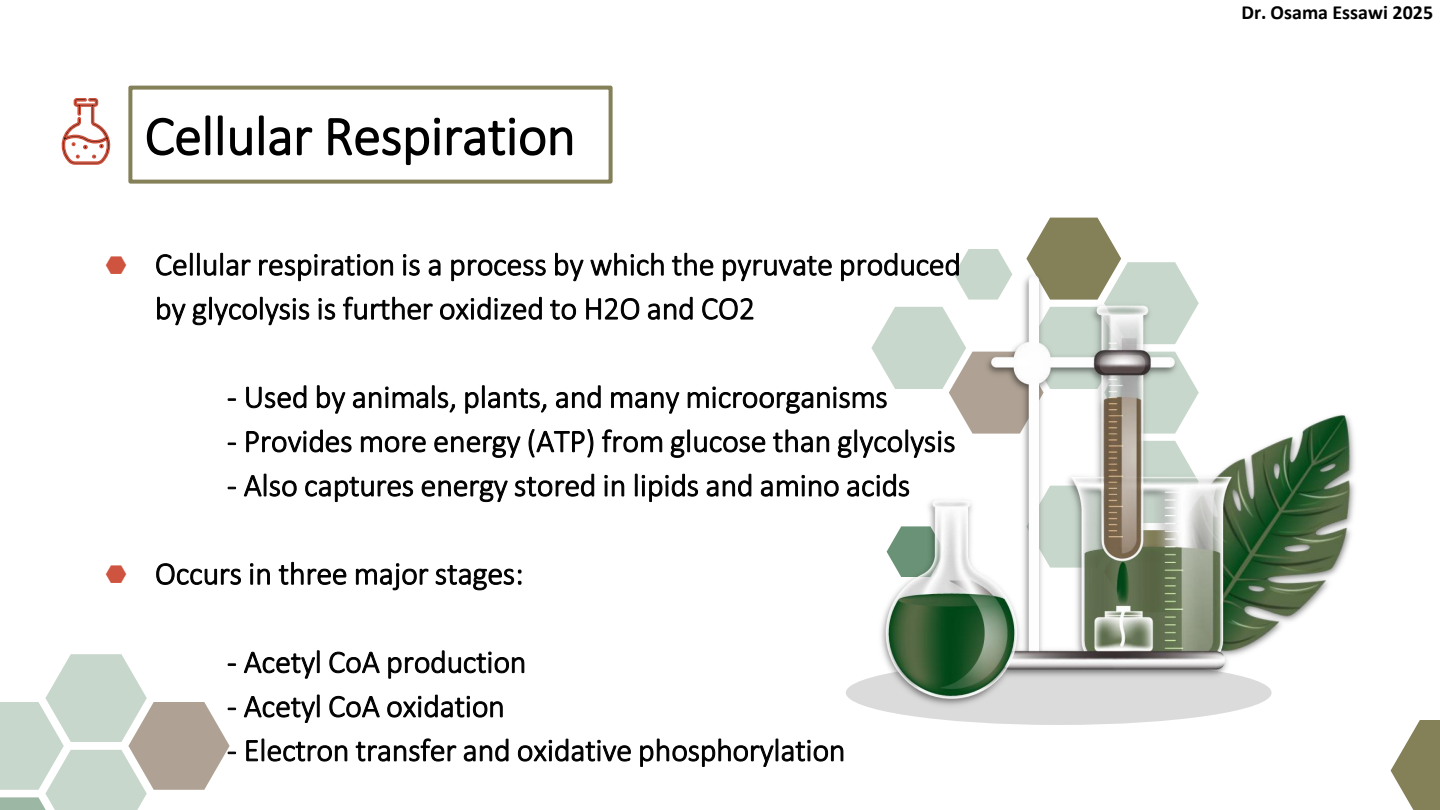 Dr. Osama Essawi 2025
Cellular Respiration
Cellular respiration is a process by which the pyruvate produced
by glycolysis is further oxidized to H2O and CO2
- Used by animals, plants, and many microorganisms
- Provides more energy (ATP) from glucose than glycolysis
- Also captures energy stored in lipids and amino acids
Occurs in three major stages:
- Acetyl CoA production
- Acetyl CoA oxidation
- Electron transfer and oxidative phosphorylation